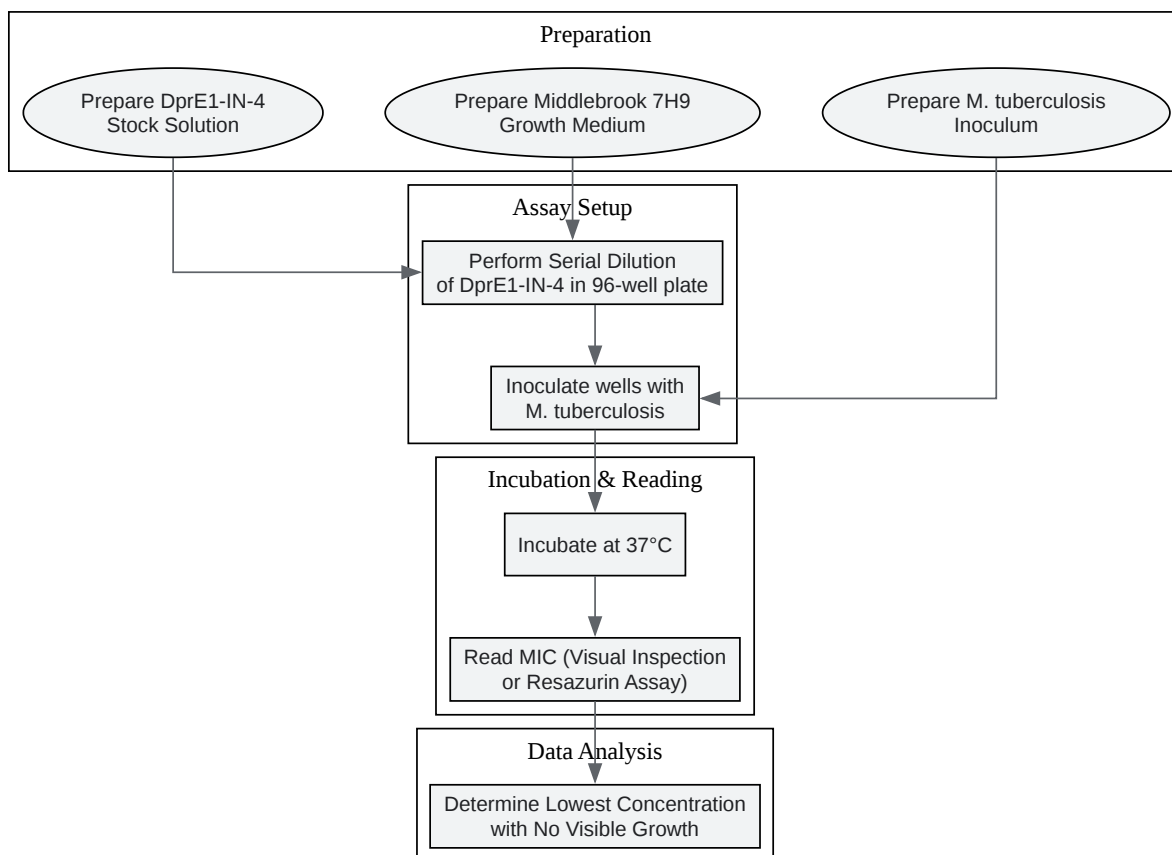 Preparation
Prepare DprE1-IN-4
Stock Solution
Prepare Middlebrook 7H9
Growth Medium
Prepare M. tuberculosis
Inoculum
Assay Setup
Perform Serial Dilution
of DprE1-IN-4 in 96-well plate
Inoculate wells with
M. tuberculosis
Incubation & Reading
Incubate at 37°C
Read MIC (Visual Inspection
or Resazurin Assay)
Data Analysis
Determine Lowest Concentration
with No Visible Growth